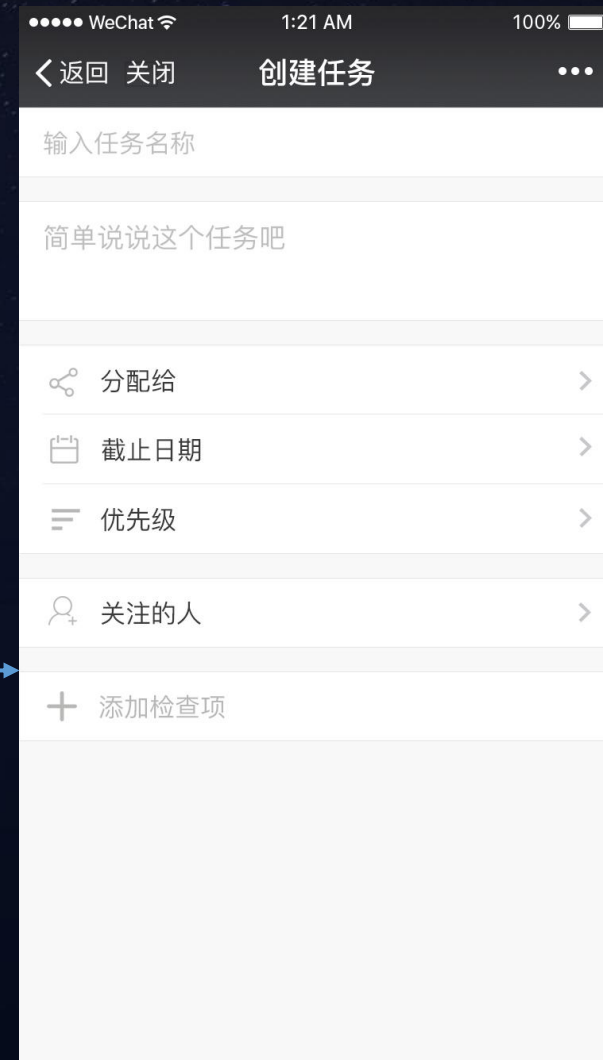 WeChat 1:21 AM 100%
返回 关闭 创建任务
输入任务名称
简单说说这个任务吧
分配给
截止日期
优先级
关注的人
添加检查项